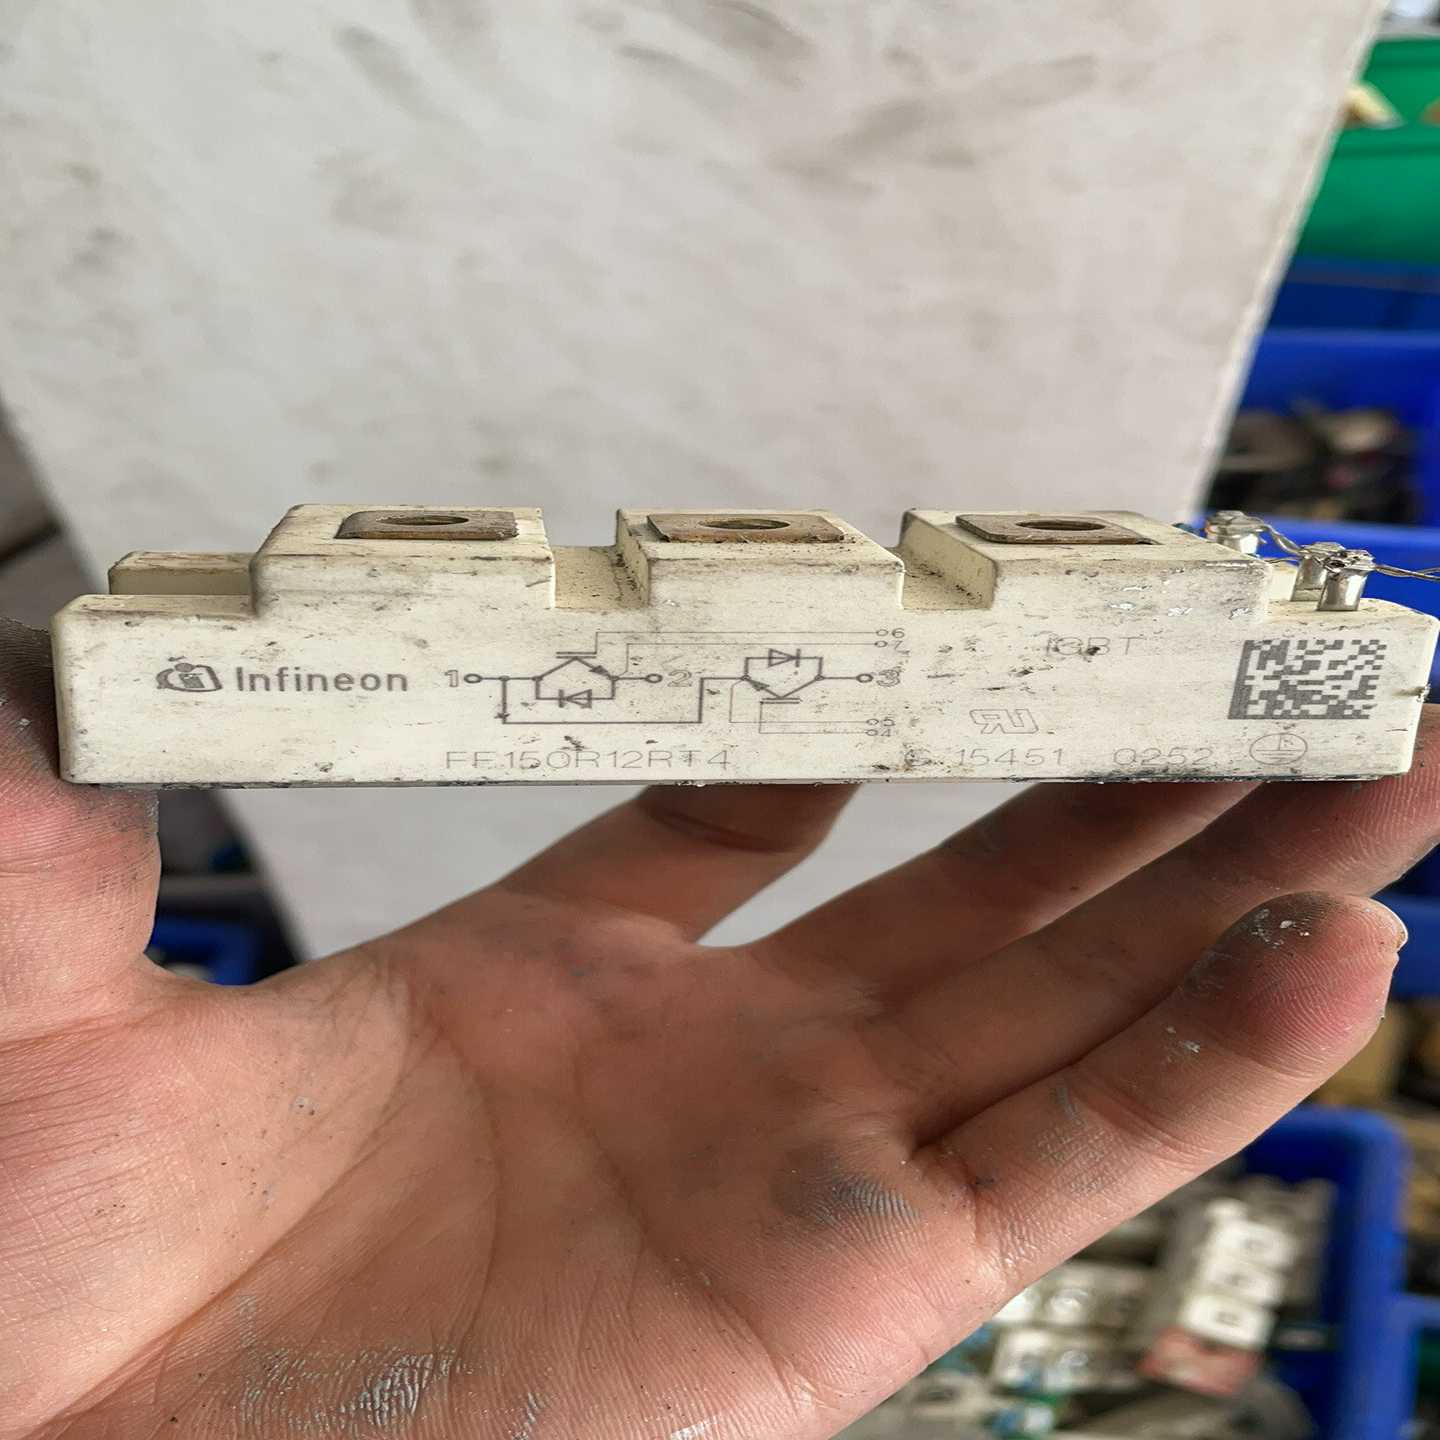 Infineon
1 2 3
6
7
5
4
IGBT
FF150R12RT4
G 15451 0252